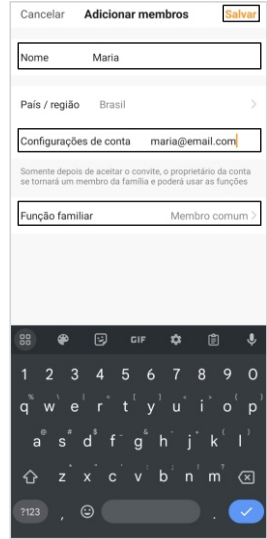 Cancelar Adicionar membros Salvar
Nome Maria
País / região Brasil
Configurações de conta maria@email.com
Somente depois de aceitar o convite, o proprietário da conta
se tornará um membro da família e poderá usar as funções
Função familiar Membro comum
GIF
1 2 3 4 5 6 7 8 9 0
q w e r t y u i o p
a s d f g h j k l
z x c v b n m
?123 , .